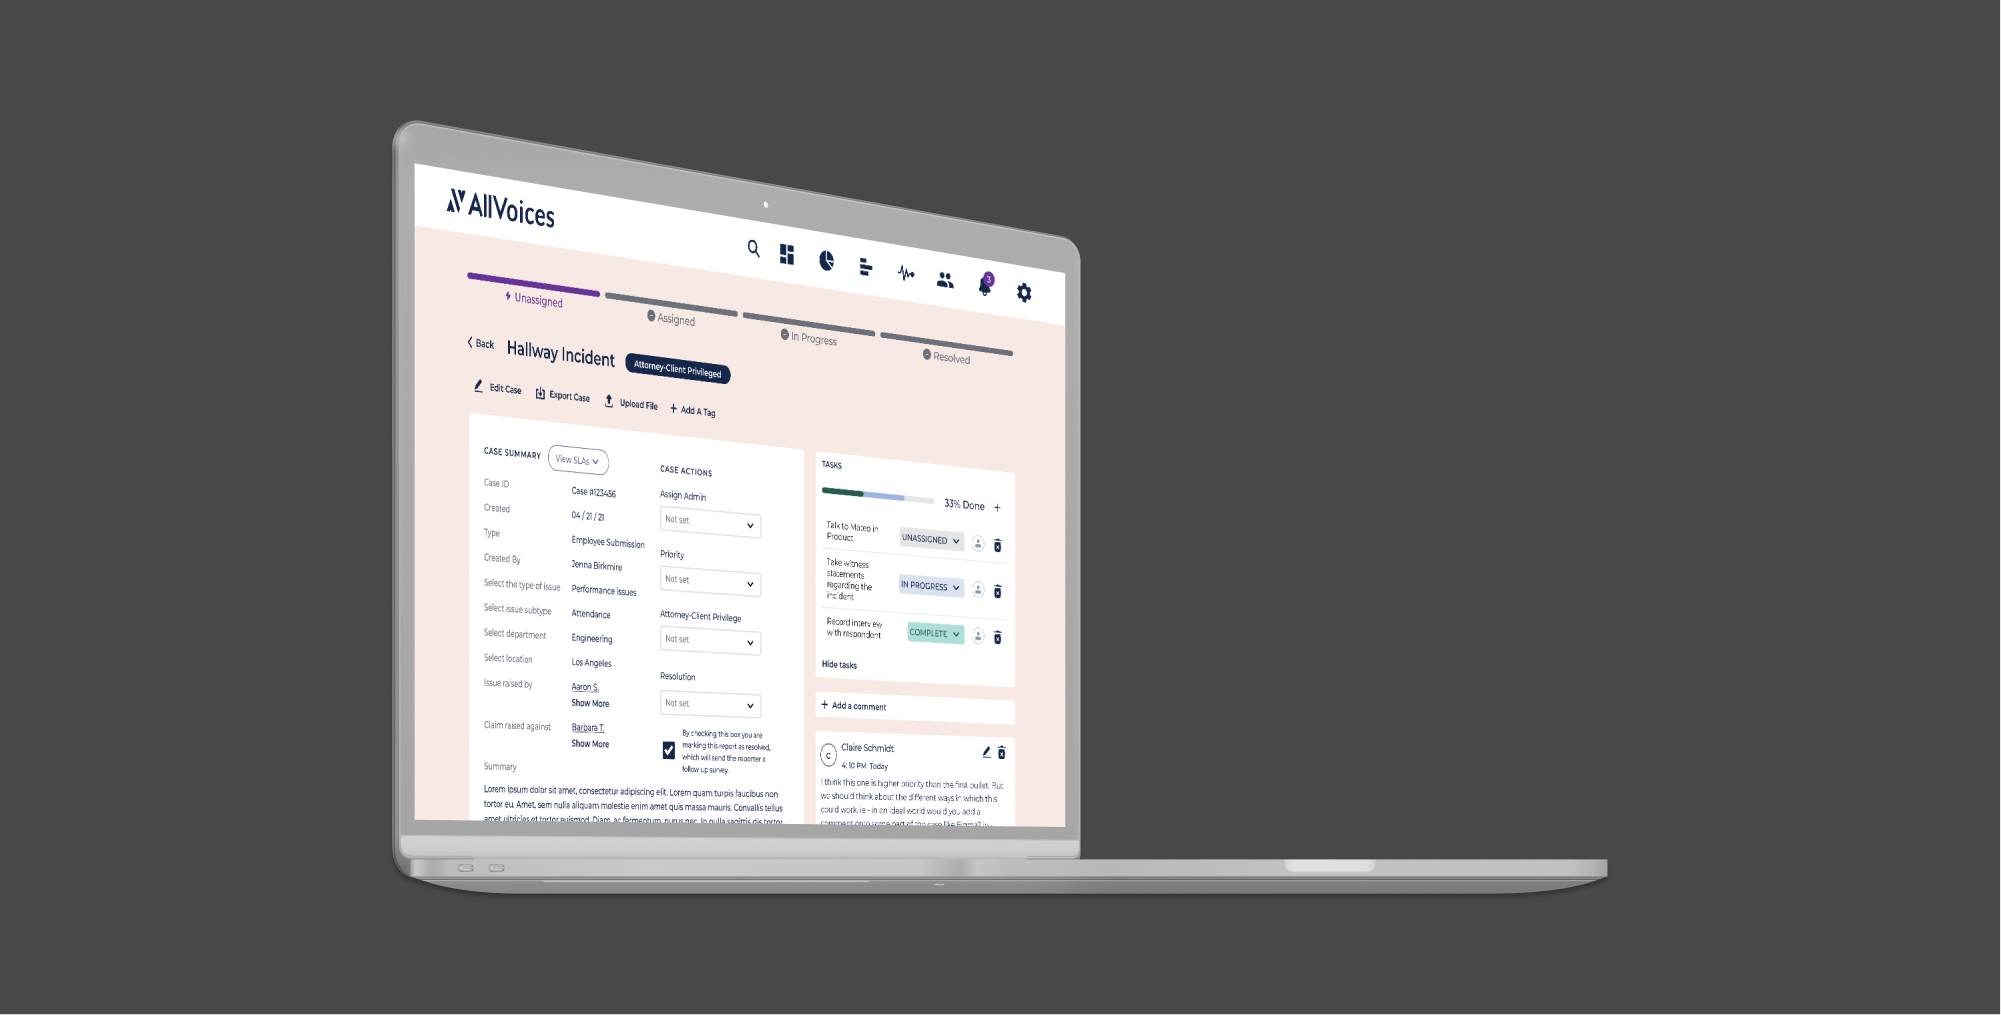 AllVoices
3
Unassigned
Assigned
In Progress
Resolved
Back
Hallway Incident
Attorney-Client Privileged
Edit Case
Export Case
Upload File
+ Add A Tag
CASE SUMMARY
View SLAs
Case ID
Case #123456
Created
04 / 21 / 21
Type
Employee Submission
Created By
Jenna Birkmire
Select the type of issue
Performance issues
Select issue subtype
Attendance
Select department
Engineering
Select location
Los Angeles
Issue raised by
Aaron S.
Show More
Claim raised against
Barbara T.
Show More
Summary
Lorem ipsum dolor sit amet, consectetur adipiscing elit. Lorem quam turpis faucibus non
tortor eu. Amet, sem nulla aliquam molestie enim amet quis massa mauris. Convallis tellus
amet ultricies et tortor euismod. Diam, ac fermentum, purus nec. In nulla sagittis dis tortor
CASE ACTIONS
Assign Admin
Not set
Priority
Not set
Attorney-Client Privilege
Not set
Resolution
Not set
By checking this box you are
marking this report as resolved,
which will send the reporter a
follow up survey.
TASKS
33% Done +
Talk to Mateo in
Product
UNASSIGNED
Take witness
statements
regarding the
incident
IN PROGRESS
Record interview
with respondent
COMPLETE
Hide tasks
+ Add a comment
C
Claire Schmidt
4:10 PM Today
I think this one is higher priority than the first bullet. But
we should think about the different ways in which this
could work. ie - in an ideal world would you add a
comment onto some part of the case like Figma?